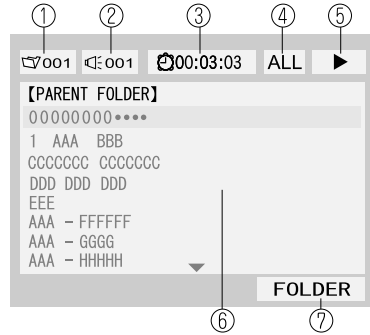 ① ② ③ ④ ⑤
001 001 00:03:03 ALL ▶
【PARENT FOLDER】
00000000••••
1 AAA BBB
CCCCCCC CCCCCCC
DDD DDD DDD
EEE
AAA - FFFFFF
AAA - GGGG
AAA - HHHHH
FOLDER
⑥ ⑦